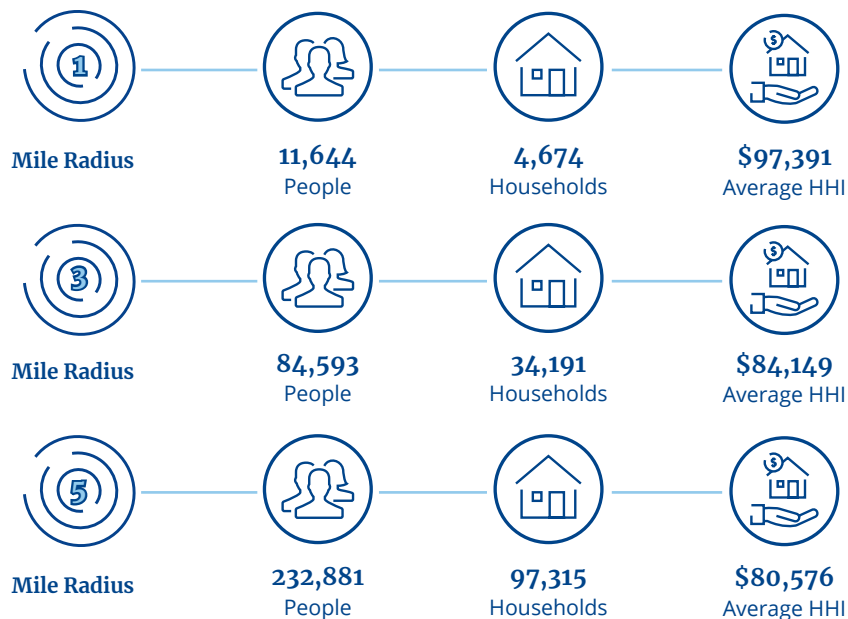 1
Mile Radius
11,644
People
4,674
Households
$
$97,391
Average HHI
3
Mile Radius
84,593
People
34,191
Households
$
$84,149
Average HHI
5
Mile Radius
232,881
People
97,315
Households
$
$80,576
Average HHI